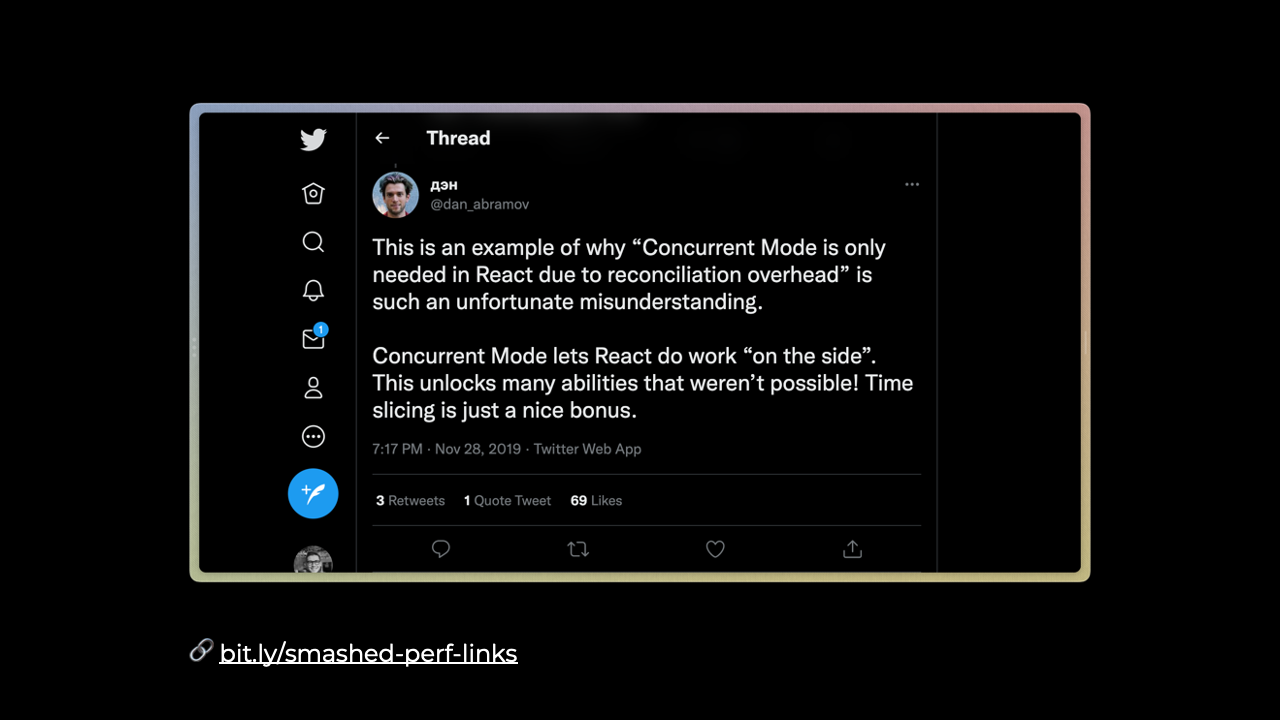 Thread
дэн
@dan_abramov
This is an example of why “Concurrent Mode is only
needed in React due to reconciliation overhead” is
such an unfortunate misunderstanding.
Concurrent Mode lets React do work “on the side”.
This unlocks many abilities that weren’t possible! Time
slicing is just a nice bonus.
1
7:17 PM · Nov 28, 2019 · Twitter Web App
3 Retweets 1 Quote Tweet 69 Likes
bit.ly/smashed-perf-links